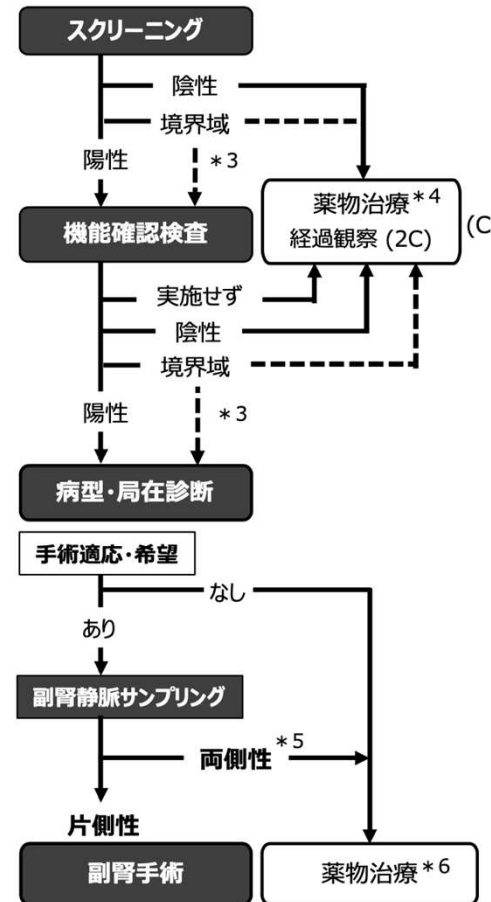 スクリーニング
陰性
境界域
陽性
*3
薬物治療*4
経過観察 (2C)
(C
機能確認検査
実施せず
陰性
境界域
陽性
*3
病型・局在診断
手術適応・希望
なし
あり
副腎静脈サンプリング
両側性*5
片側性
副腎手術
薬物治療*6